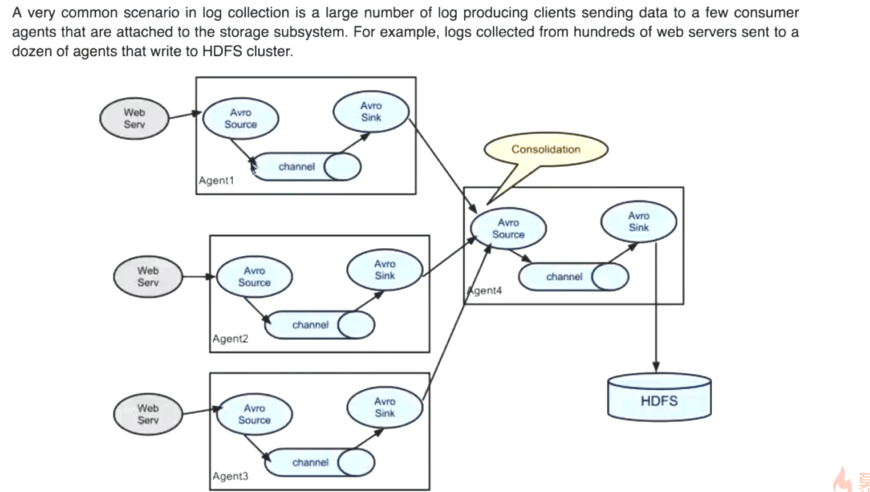 A very common scenario in log collection is a large number of log producing clients sending data to a few consumer
agents that are attached to the storage subsystem. For example, logs collected from hundreds of web servers sent to a
dozen of agents that write to HDFS cluster.
Web
Serv
Avro
Source
channel
Avro
Sink
Agent1
Consolidation
Web
Serv
Avro
Source
channel
Avro
Sink
Agent2
Avro
Source
channel
Avro
Sink
Agent4
Web
Serv
Avro
Source
channel
Avro
Sink
Agent3
HDFS